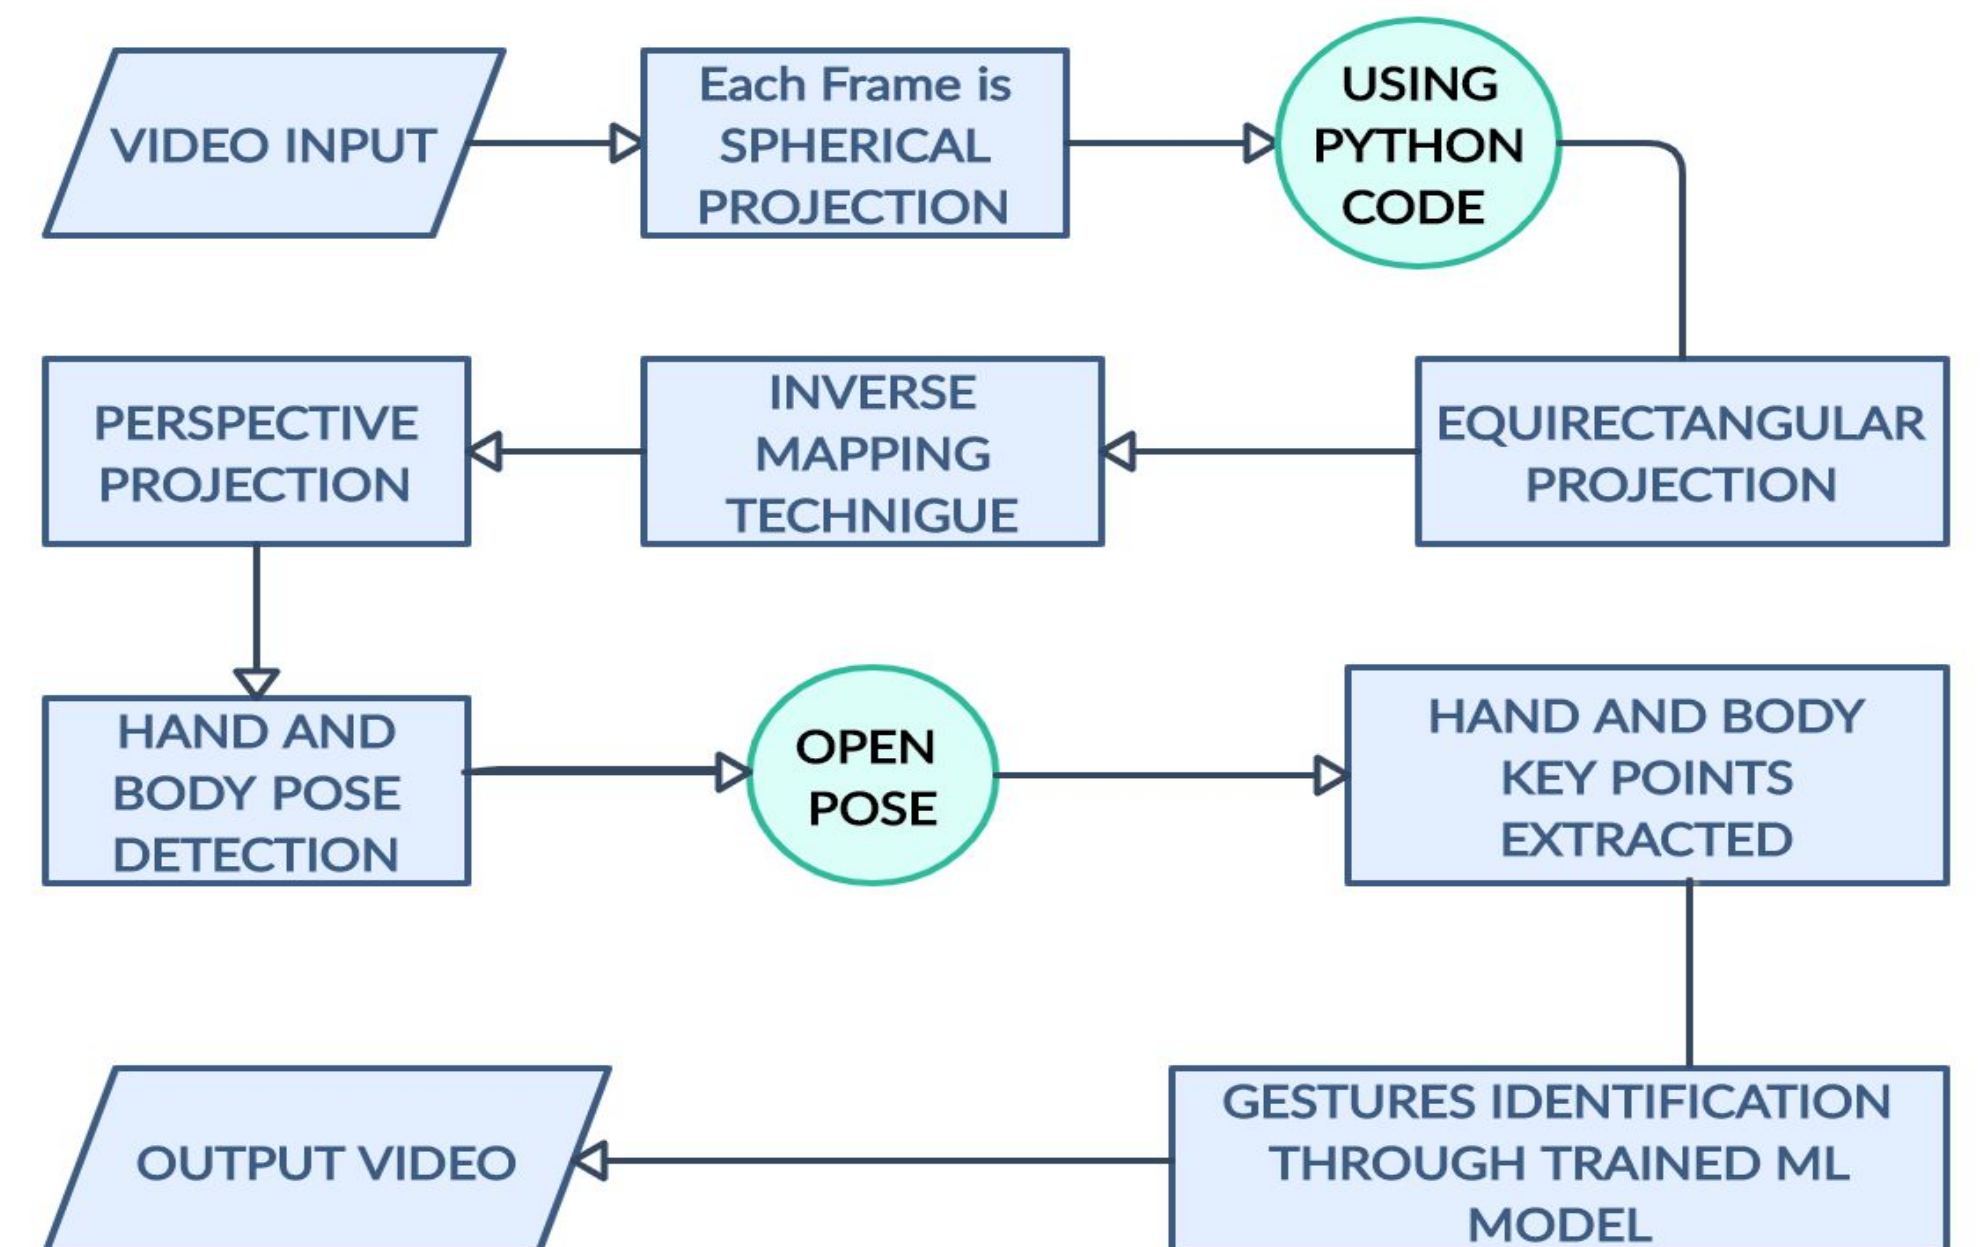 VIDEO INPUT
Each Frame is
SPHERICAL
PROJECTION
USING
PYTHON
CODE
PERSPECTIVE
PROJECTION
INVERSE
MAPPING
TECHNIGUE
EQUIRECTANGULAR
PROJECTION
HAND AND
BODY POSE
DETECTION
OPEN
POSE
HAND AND BODY
KEY POINTS
EXTRACTED
OUTPUT VIDEO
GESTURES IDENTIFICATION
THROUGH TRAINED ML
MODEL